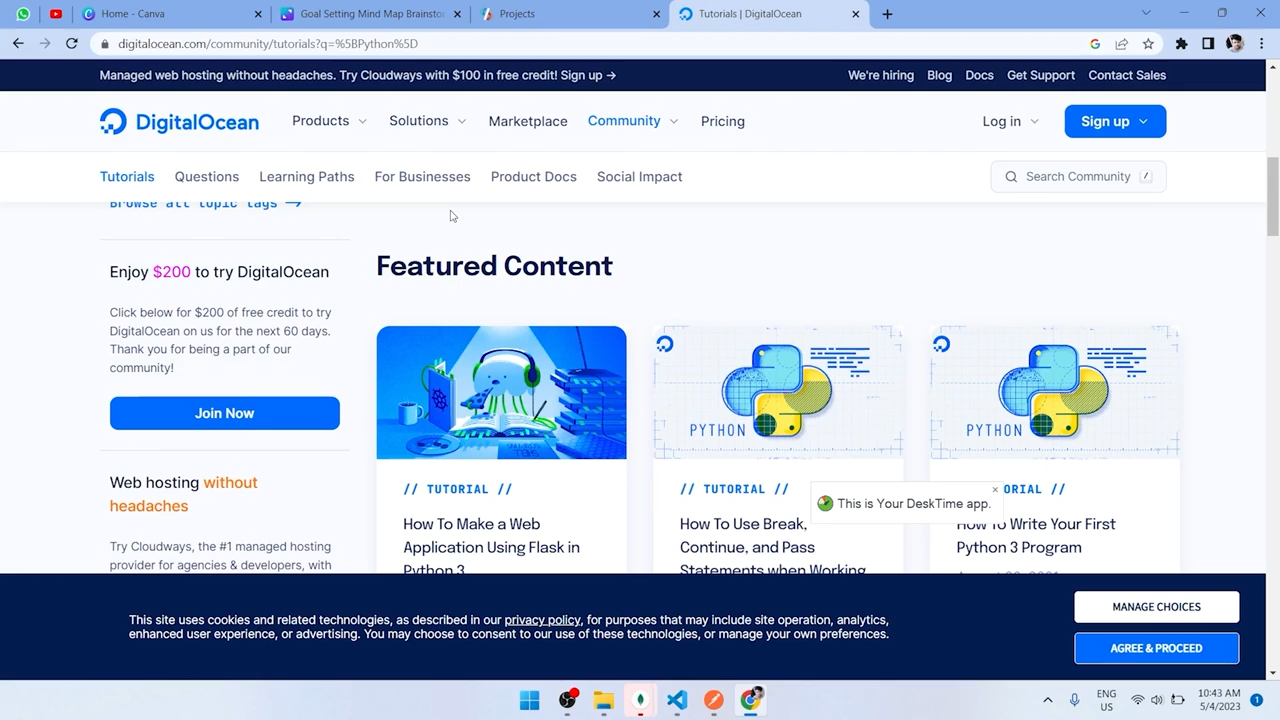 Home - Canva
Goal Setting Mind Map Brainsto
Projects
Tutorials | DigitalOcean
digitalocean.com/community/tutorials?q=%5BPython%5D
Managed web hosting without headaches. Try Cloudways with $100 in free credit! Sign up →
We're hiring Blog Docs Get Support Contact Sales
DigitalOcean
Products Solutions Marketplace Community Pricing
Log in Sign up
Tutorials Questions Learning Paths For Businesses Product Docs Social Impact
Search Community /
Browse all topic tags →
Enjoy $200 to try DigitalOcean
Click below for $200 of free credit to try
DigitalOcean on us for the next 60 days.
Thank you for being a part of our
community!
Join Now
Web hosting without
headaches
Try Cloudways, the #1 managed hosting
provider for agencies & developers, with
Featured Content
PYTHON
PYTHON
// TUTORIAL //
How To Make a Web
Application Using Flask in
Python 3
// TUTORIAL //
How To Use Break,
Continue, and Pass
Statements when Working
ORIAL //
How To Write Your First
Python 3 Program
This is Your DeskTime app.
This site uses cookies and related technologies, as described in our privacy policy, for purposes that may include site operation, analytics,
enhanced user experience, or advertising. You may choose to consent to our use of these technologies, or manage your own preferences.
MANAGE CHOICES
AGREE & PROCEED
ENG
US
10:43 AM
5/4/2023
1